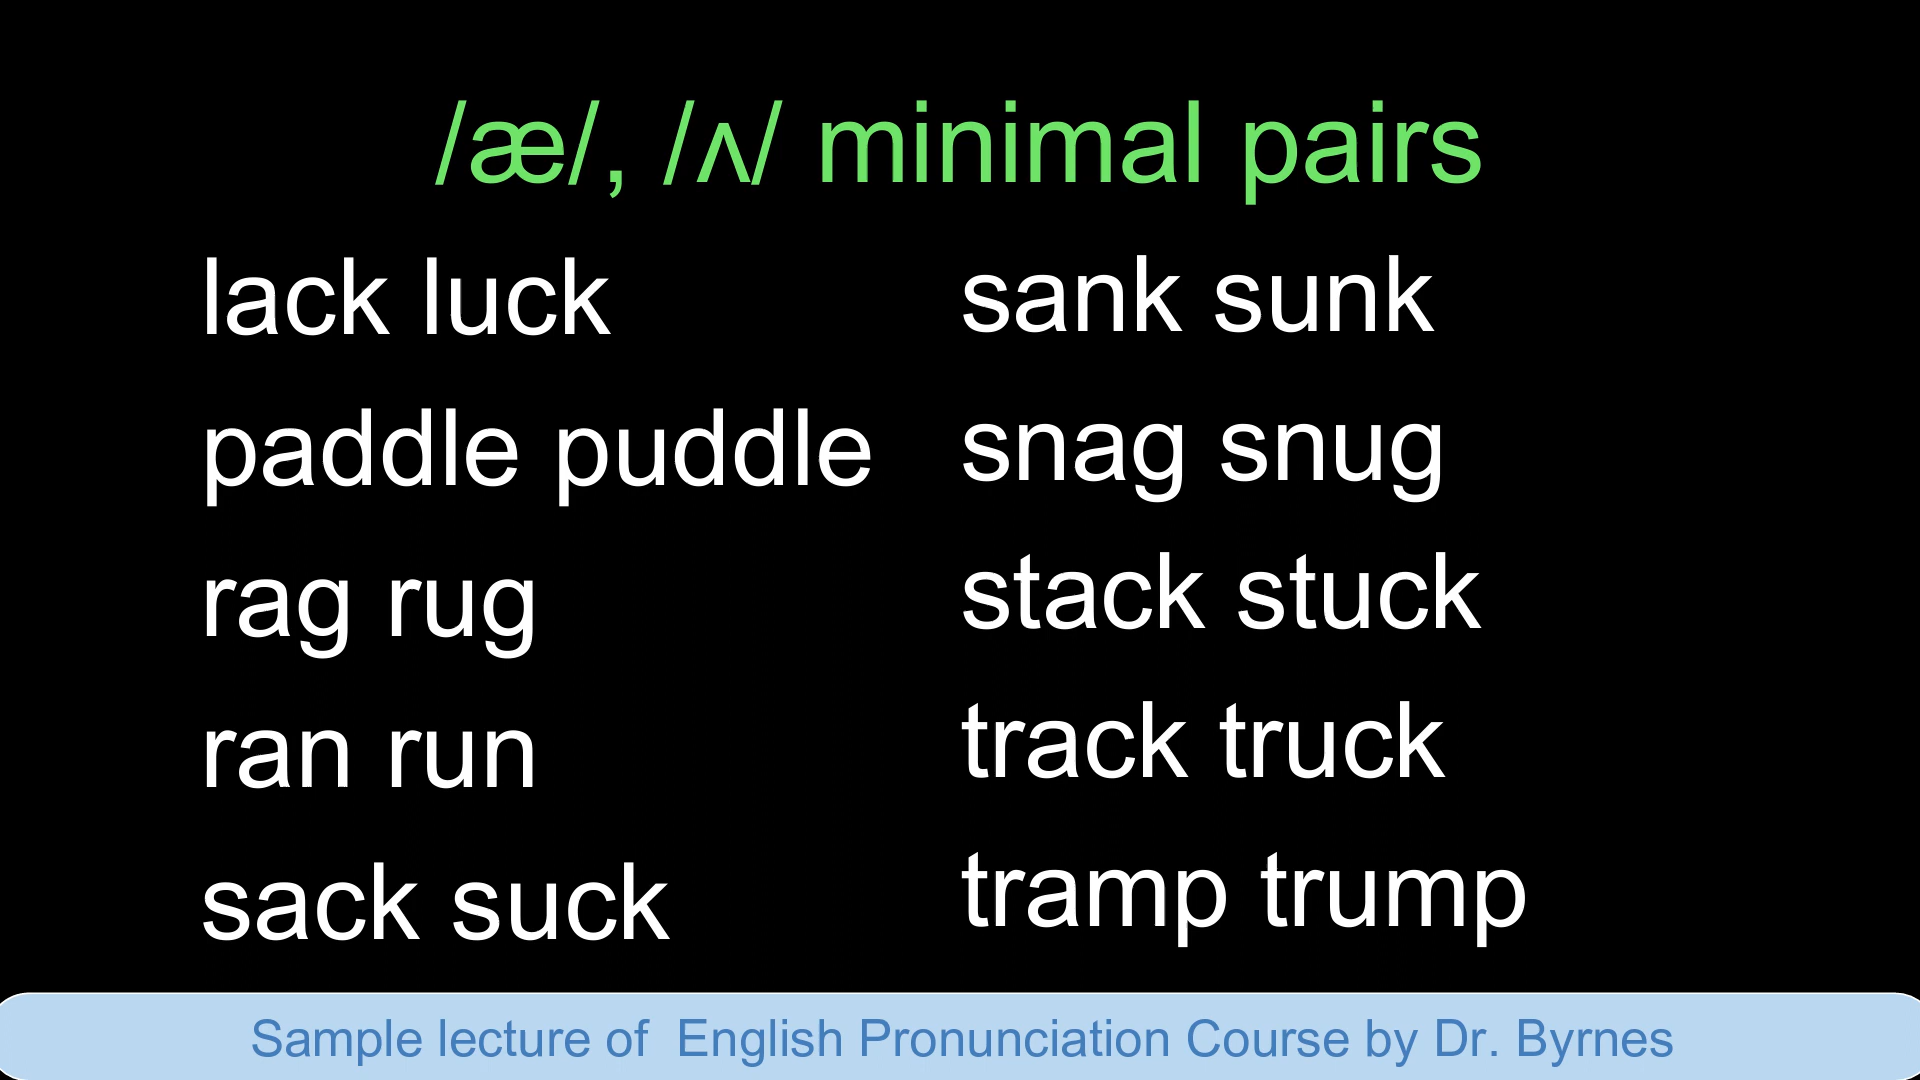 /æ/, /ʌ/ minimal pairs
lack luck
paddle puddle
rag rug
ran run
sack suck
sank sunk
snag snug
stack stuck
track truck
tramp trump
Sample lecture of  English Pronunciation Course by Dr. Byrnes